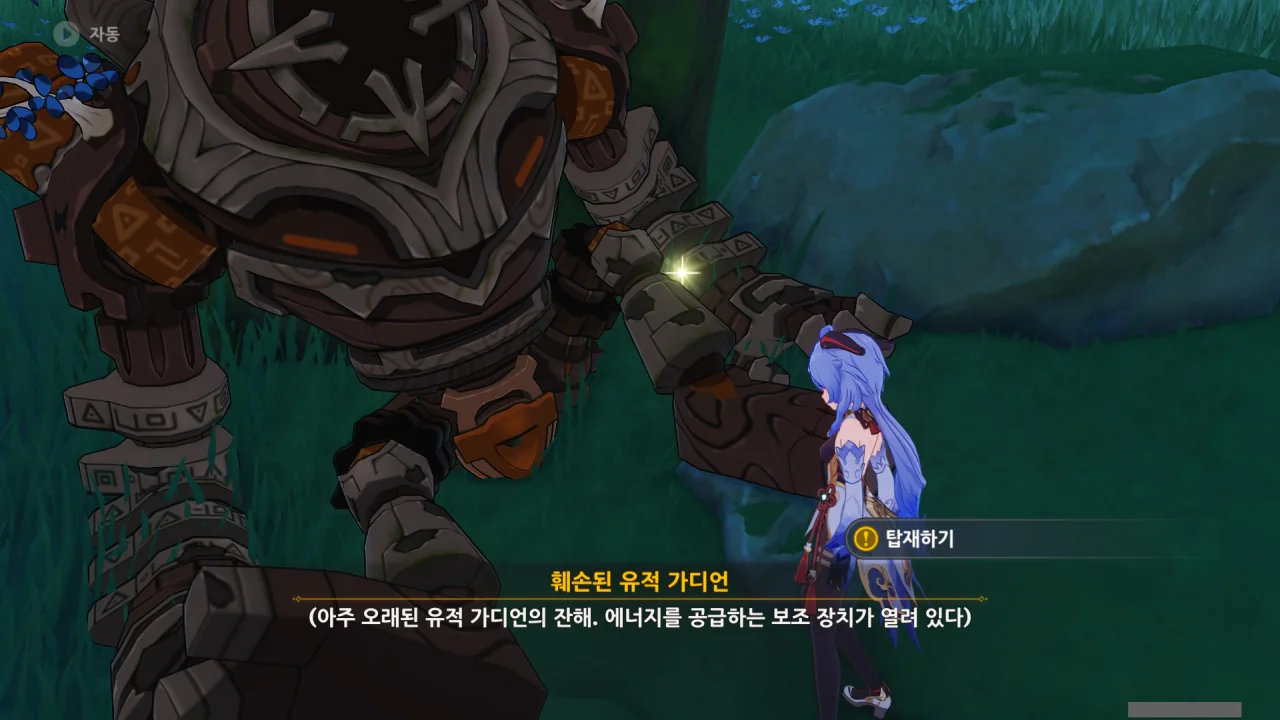 자동
탑재하기
훼손된 유적 가디언
(아주 오래된 유적 가디언의 잔해. 에너지를 공급하는 보조 장치가 열려 있다)